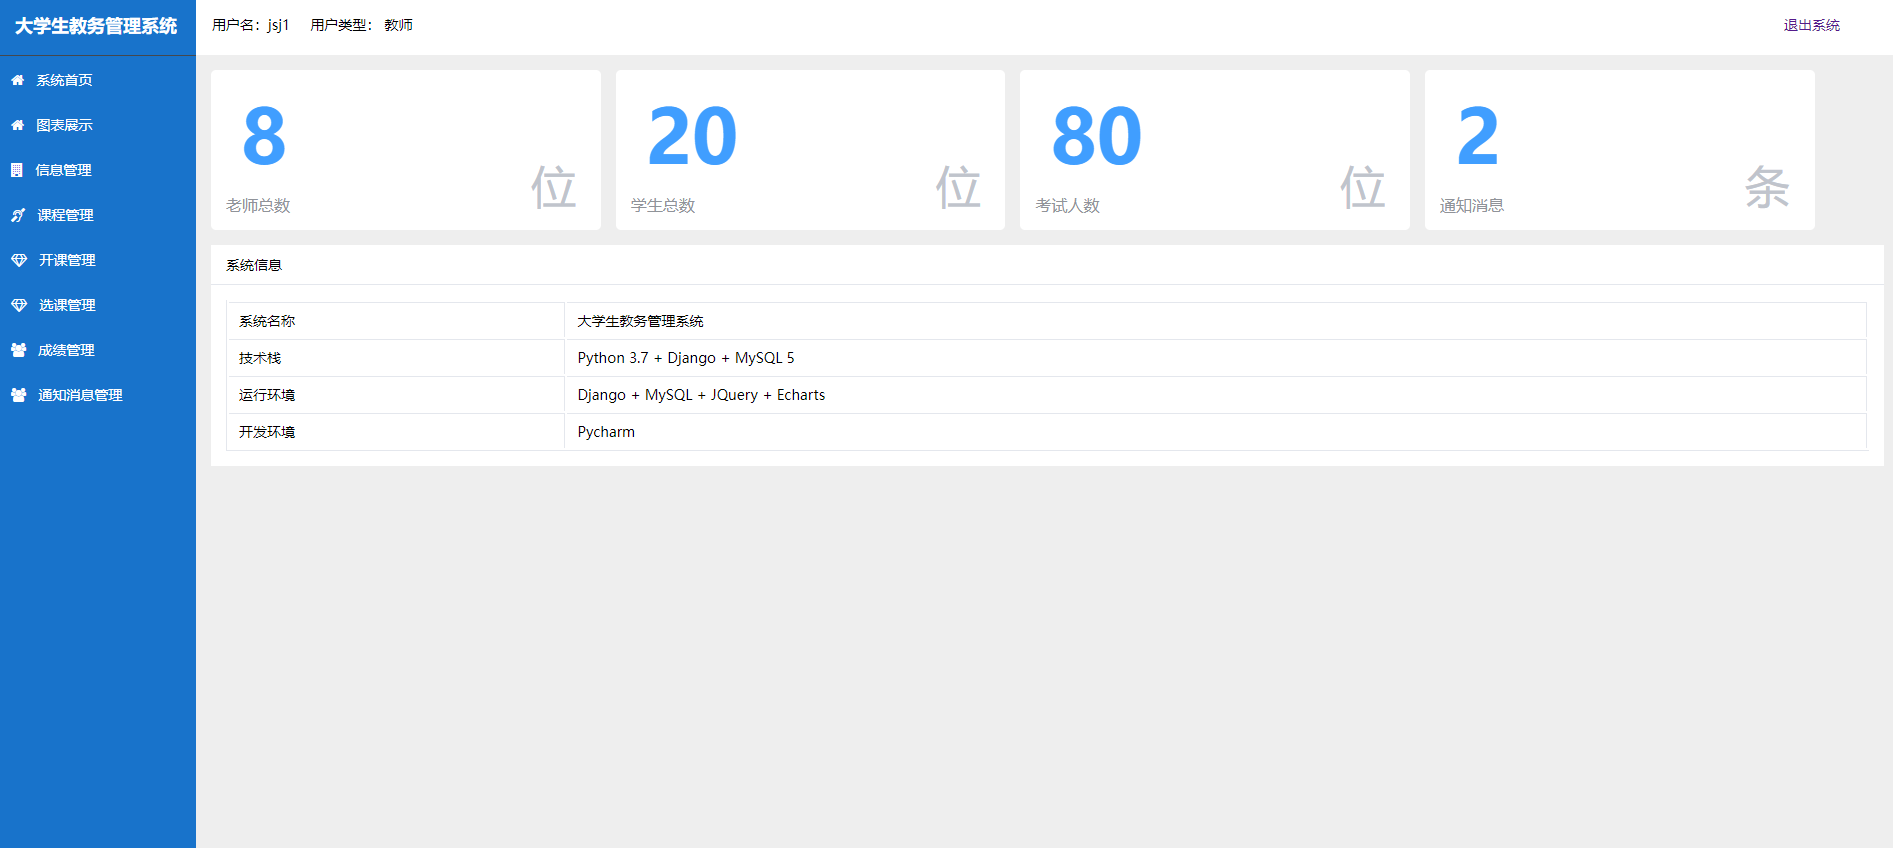 大学生教务管理系统
用户名：jsj1 用户类型： 教师
退出系统
系统首页
图表展示
信息管理
课程管理
开课管理
选课管理
成绩管理
通知消息管理
8
位
老师总数
20
位
学生总数
80
位
考试人数
2
条
通知消息
系统信息
系统名称 大学生教务管理系统
技术栈 Python 3.7 + Django + MySQL 5
运行环境 Django + MySQL + JQuery + Echarts
开发环境 Pycharm